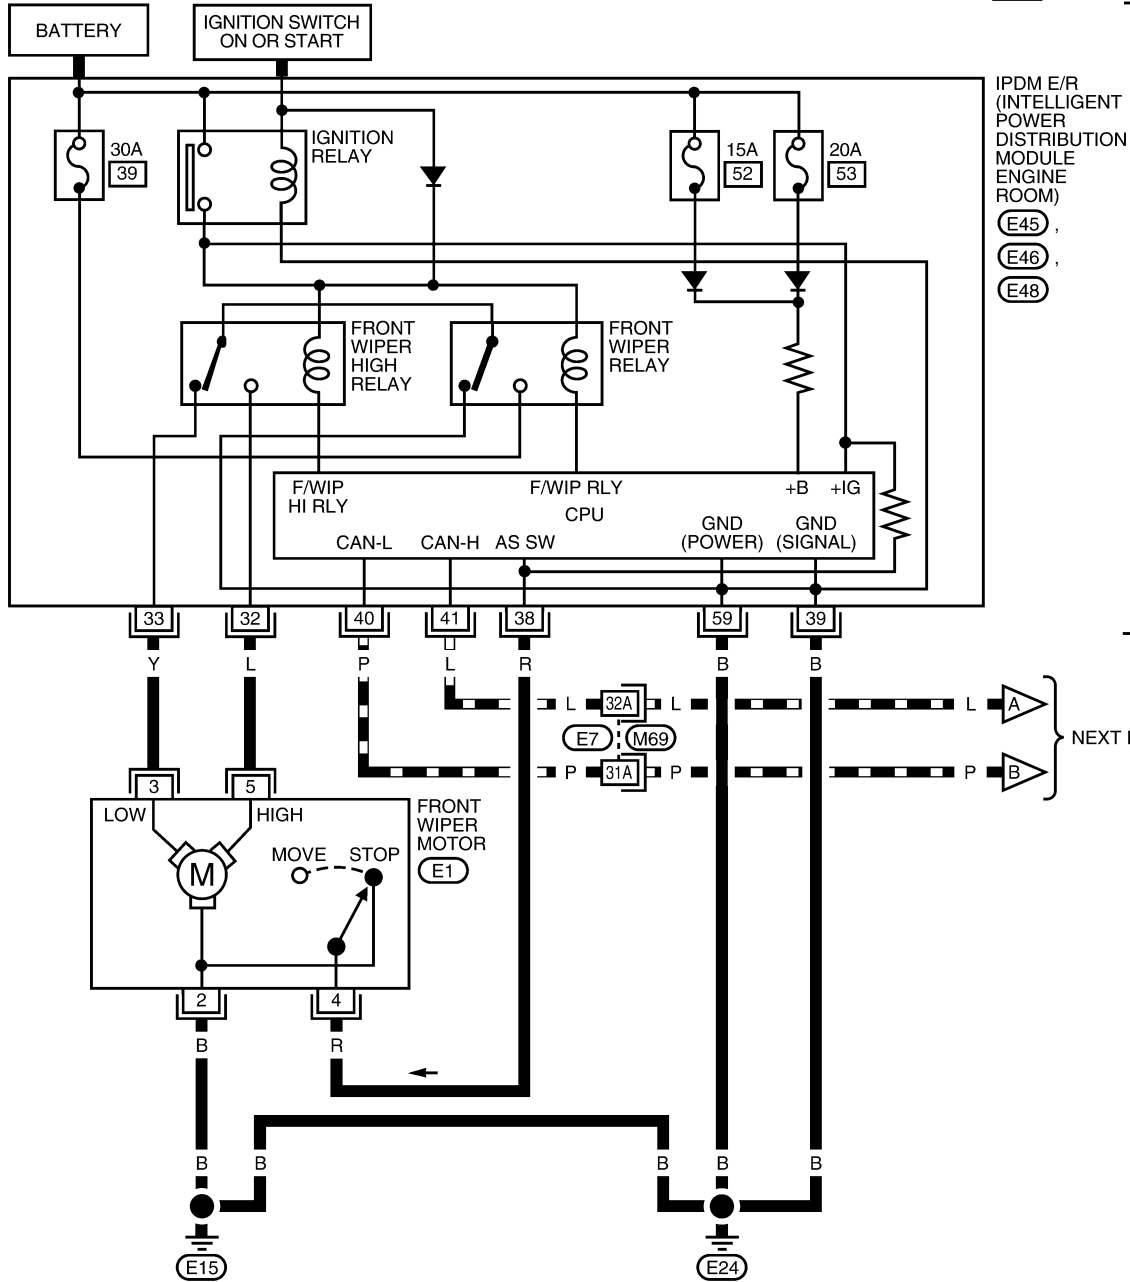 BATTERY
IGNITION SWITCH
ON OR START
IPDM E/R
(INTELLIGENT
POWER
DISTRIBUTION
MODULE
ENGINE
ROOM)
E45 ,
E46 ,
E48
30A
39
IGNITION
RELAY
15A
52
20A
53
FRONT
WIPER
HIGH
RELAY
FRONT
WIPER
RELAY
F/WIP
HI RLY
F/WIP RLY
+B
+IG
CPU
CAN-L
CAN-H
AS SW
GND
(POWER)
GND
(SIGNAL)
33
32
40
41
38
59
39
Y
L
P
L
R
B
B
L
32A
L
L
A
E7
M69
NEXT
P
31A
P
P
B
3
5
LOW
HIGH
FRONT
WIPER
MOTOR
E1
M
MOVE
STOP
2
4
B
R
B
B
B
B
B
E15
E24